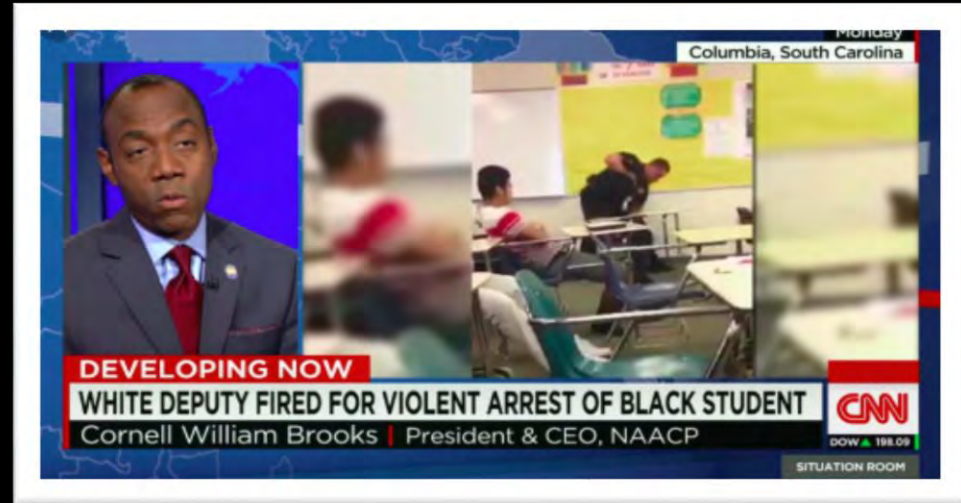 Monday
Columbia, South Carolina
DEVELOPING NOW
WHITE DEPUTY FIRED FOR VIOLENT ARREST OF BLACK STUDENT
Cornell William Brooks | President & CEO, NAACP
CNN
DOW ▲ 198.09
SITUATION ROOM